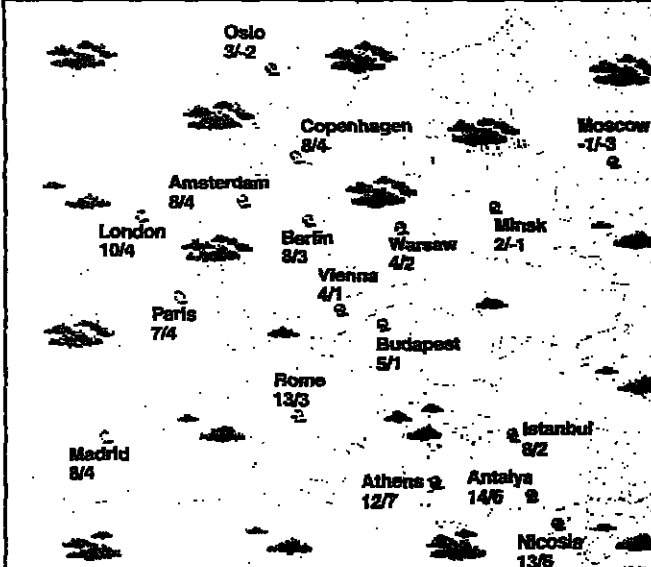 Oslo
3/-2
Copenhagen
8/4
Moscow
-1/-3
Amsterdam
8/4
London
10/4
Berlin
8/3
Warsaw
4/2
Minsk
2/-1
Vienna
4/1
Paris
7/4
Budapest
5/1
Rome
13/3
Madrid
8/4
Istanbul
8/2
Athens
12/7
Antalya
14/6
Nicosia
13/6